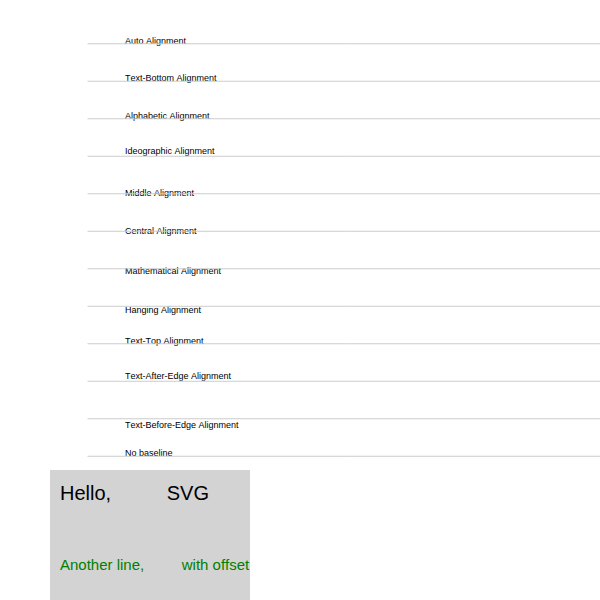 Auto Alignment
Text-Bottom Alignment
Alphabetic Alignment
Ideographic Alignment
Middle Alignment
Central Alignment
Mathematical Alignment
Hanging Alignment
Text-Top Alignment
Text-After-Edge Alignment
Text-Before-Edge Alignment
No baseline
Hello, SVG
Another line, with offset